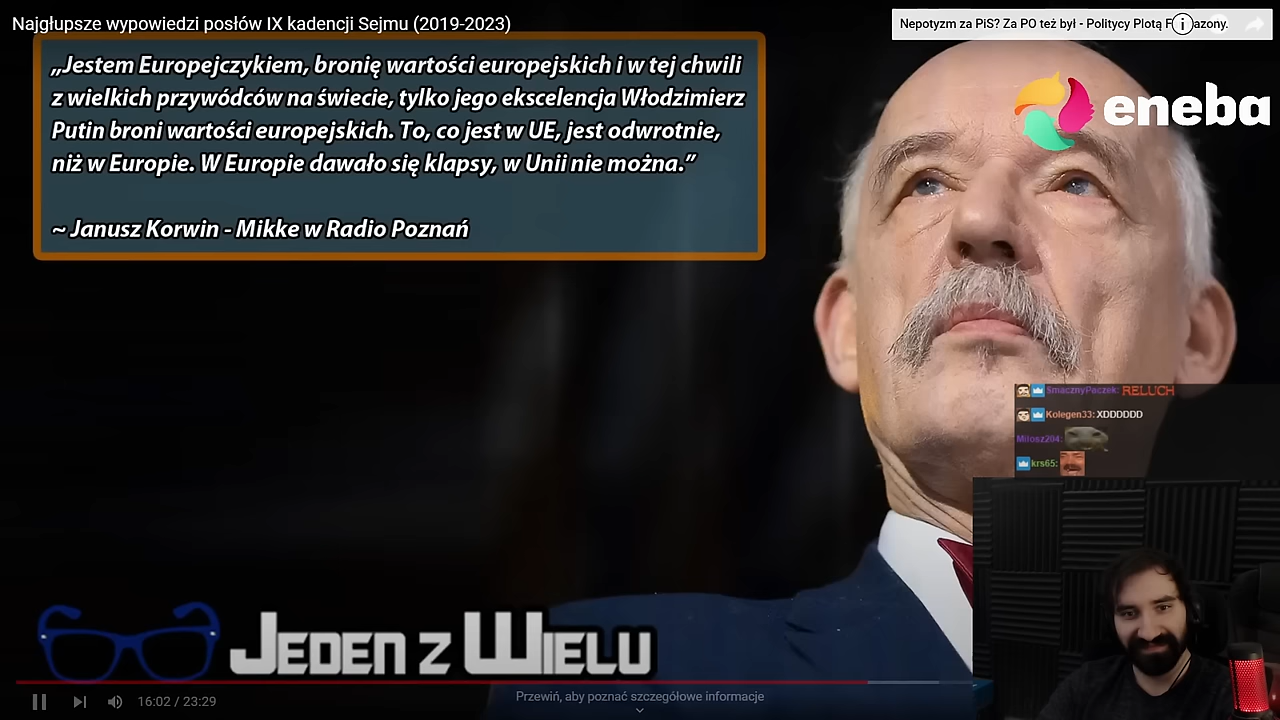 Najgłupsze wypowiedzi posłów IX kadencji Sejmu (2019-2023)
Nepotyzm za PiS? Za PO też był - Politycy Plotą F azony.
„Jestem Europejczykiem, bronię wartości europejskich i w tej chwili
z wielkich przywódców na świecie, tylko jego ekscelencja Włodzimierz
Putin broni wartości europejskich. To, co jest w UE, jest odwrotnie,
niż w Europie. W Europie dawało się klapsy, w Unii nie można.”
~ Janusz Korwin - Mikke w Radio Poznań
eneba
SmacznyPaczek: RELUCH
Kolegen33: XDDDDDD
Milosz204:
krs65:
JEDEN Z WIELU
16:02 / 23:29
Przewiń, aby poznać szczegółowe informacje